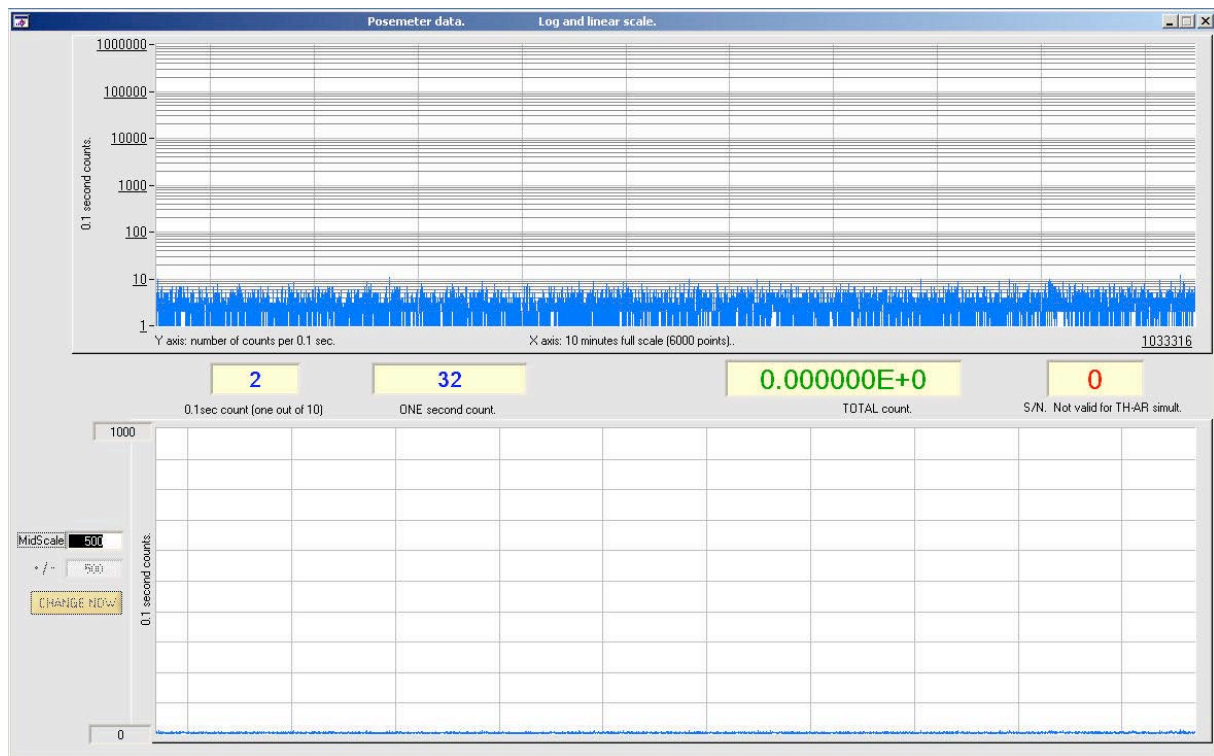 Posemeter data. Log and linear scale.
1000000
100000
10000
1000
100
10
1
0.1 second counts.
Y axis: number of counts per 0.1 sec. X axis: 10 minutes full scale (6000 points).. 1033316
2 32 0.000000E+0 0
0.1sec count (one out of 10) ONE second count. TOTAL count. S/N. Not valid for TH-AR simult.
1000
MidScale 500
+ / - 500
CHANGE NOW
0.1 second counts.
0